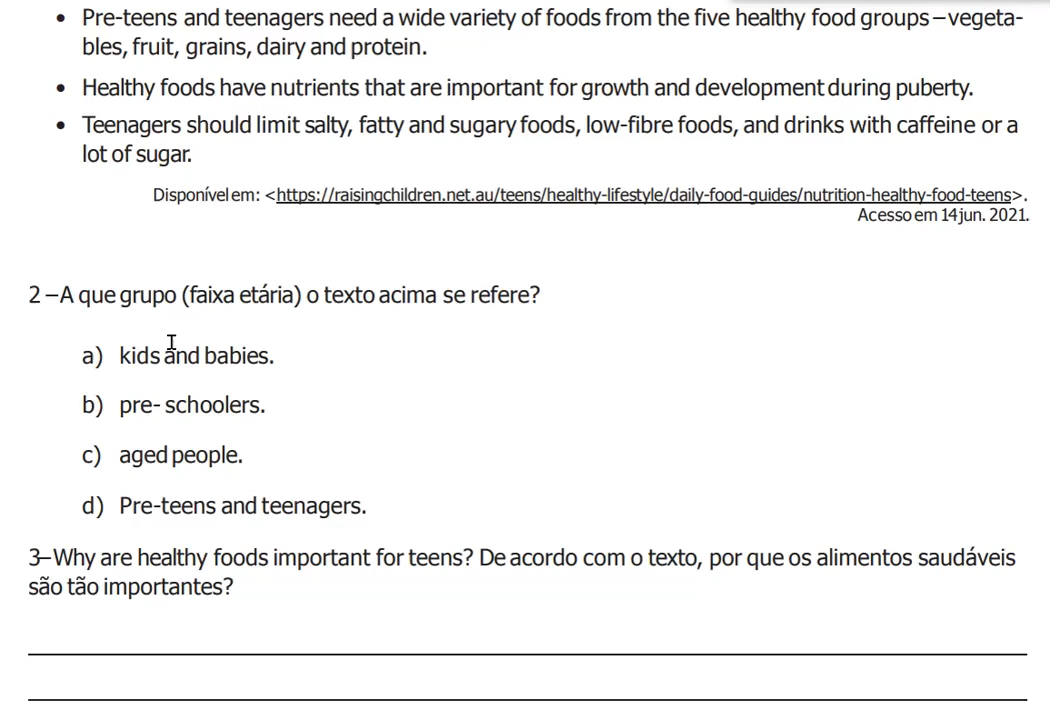 • Pre-teens and teenagers need a wide variety of foods from the five healthy food groups – vegeta-
bles, fruit, grains, dairy and protein.
• Healthy foods have nutrients that are important for growth and development during puberty.
• Teenagers should limit salty, fatty and sugary foods, low-fibre foods, and drinks with caffeine or a
lot of sugar.
Disponível em: <https://raisingchildren.net.au/teens/healthy-lifestyle/daily-food-guides/nutrition-healthy-food-teens>.
Acesso em 14 jun. 2021.
2 – A que grupo (faixa etária) o texto acima se refere?
a) kids and babies.
b) pre- schoolers.
c) aged people.
d) Pre-teens and teenagers.
3– Why are healthy foods important for teens? De acordo com o texto, por que os alimentos saudáveis
são tão importantes?